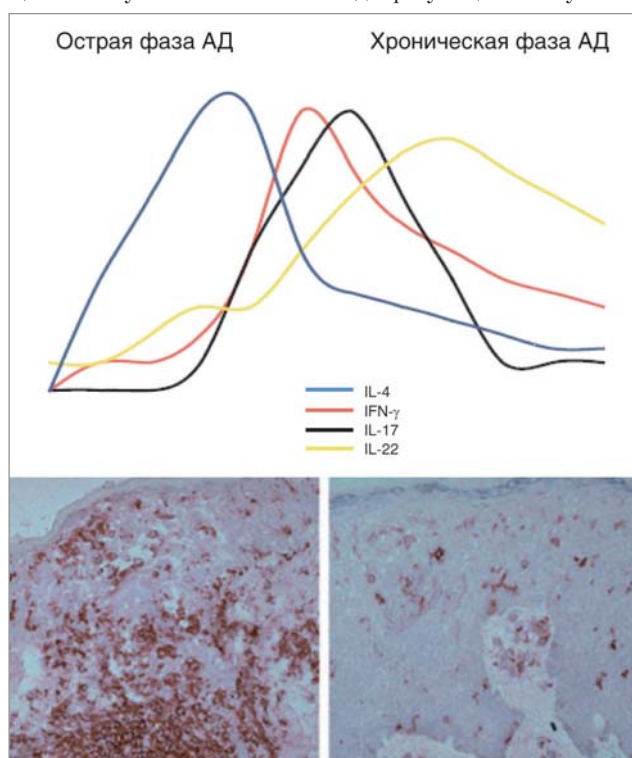 Острая фаза АД
Хроническая фаза АД
IL-4
IFN-γ
IL-17
IL-22